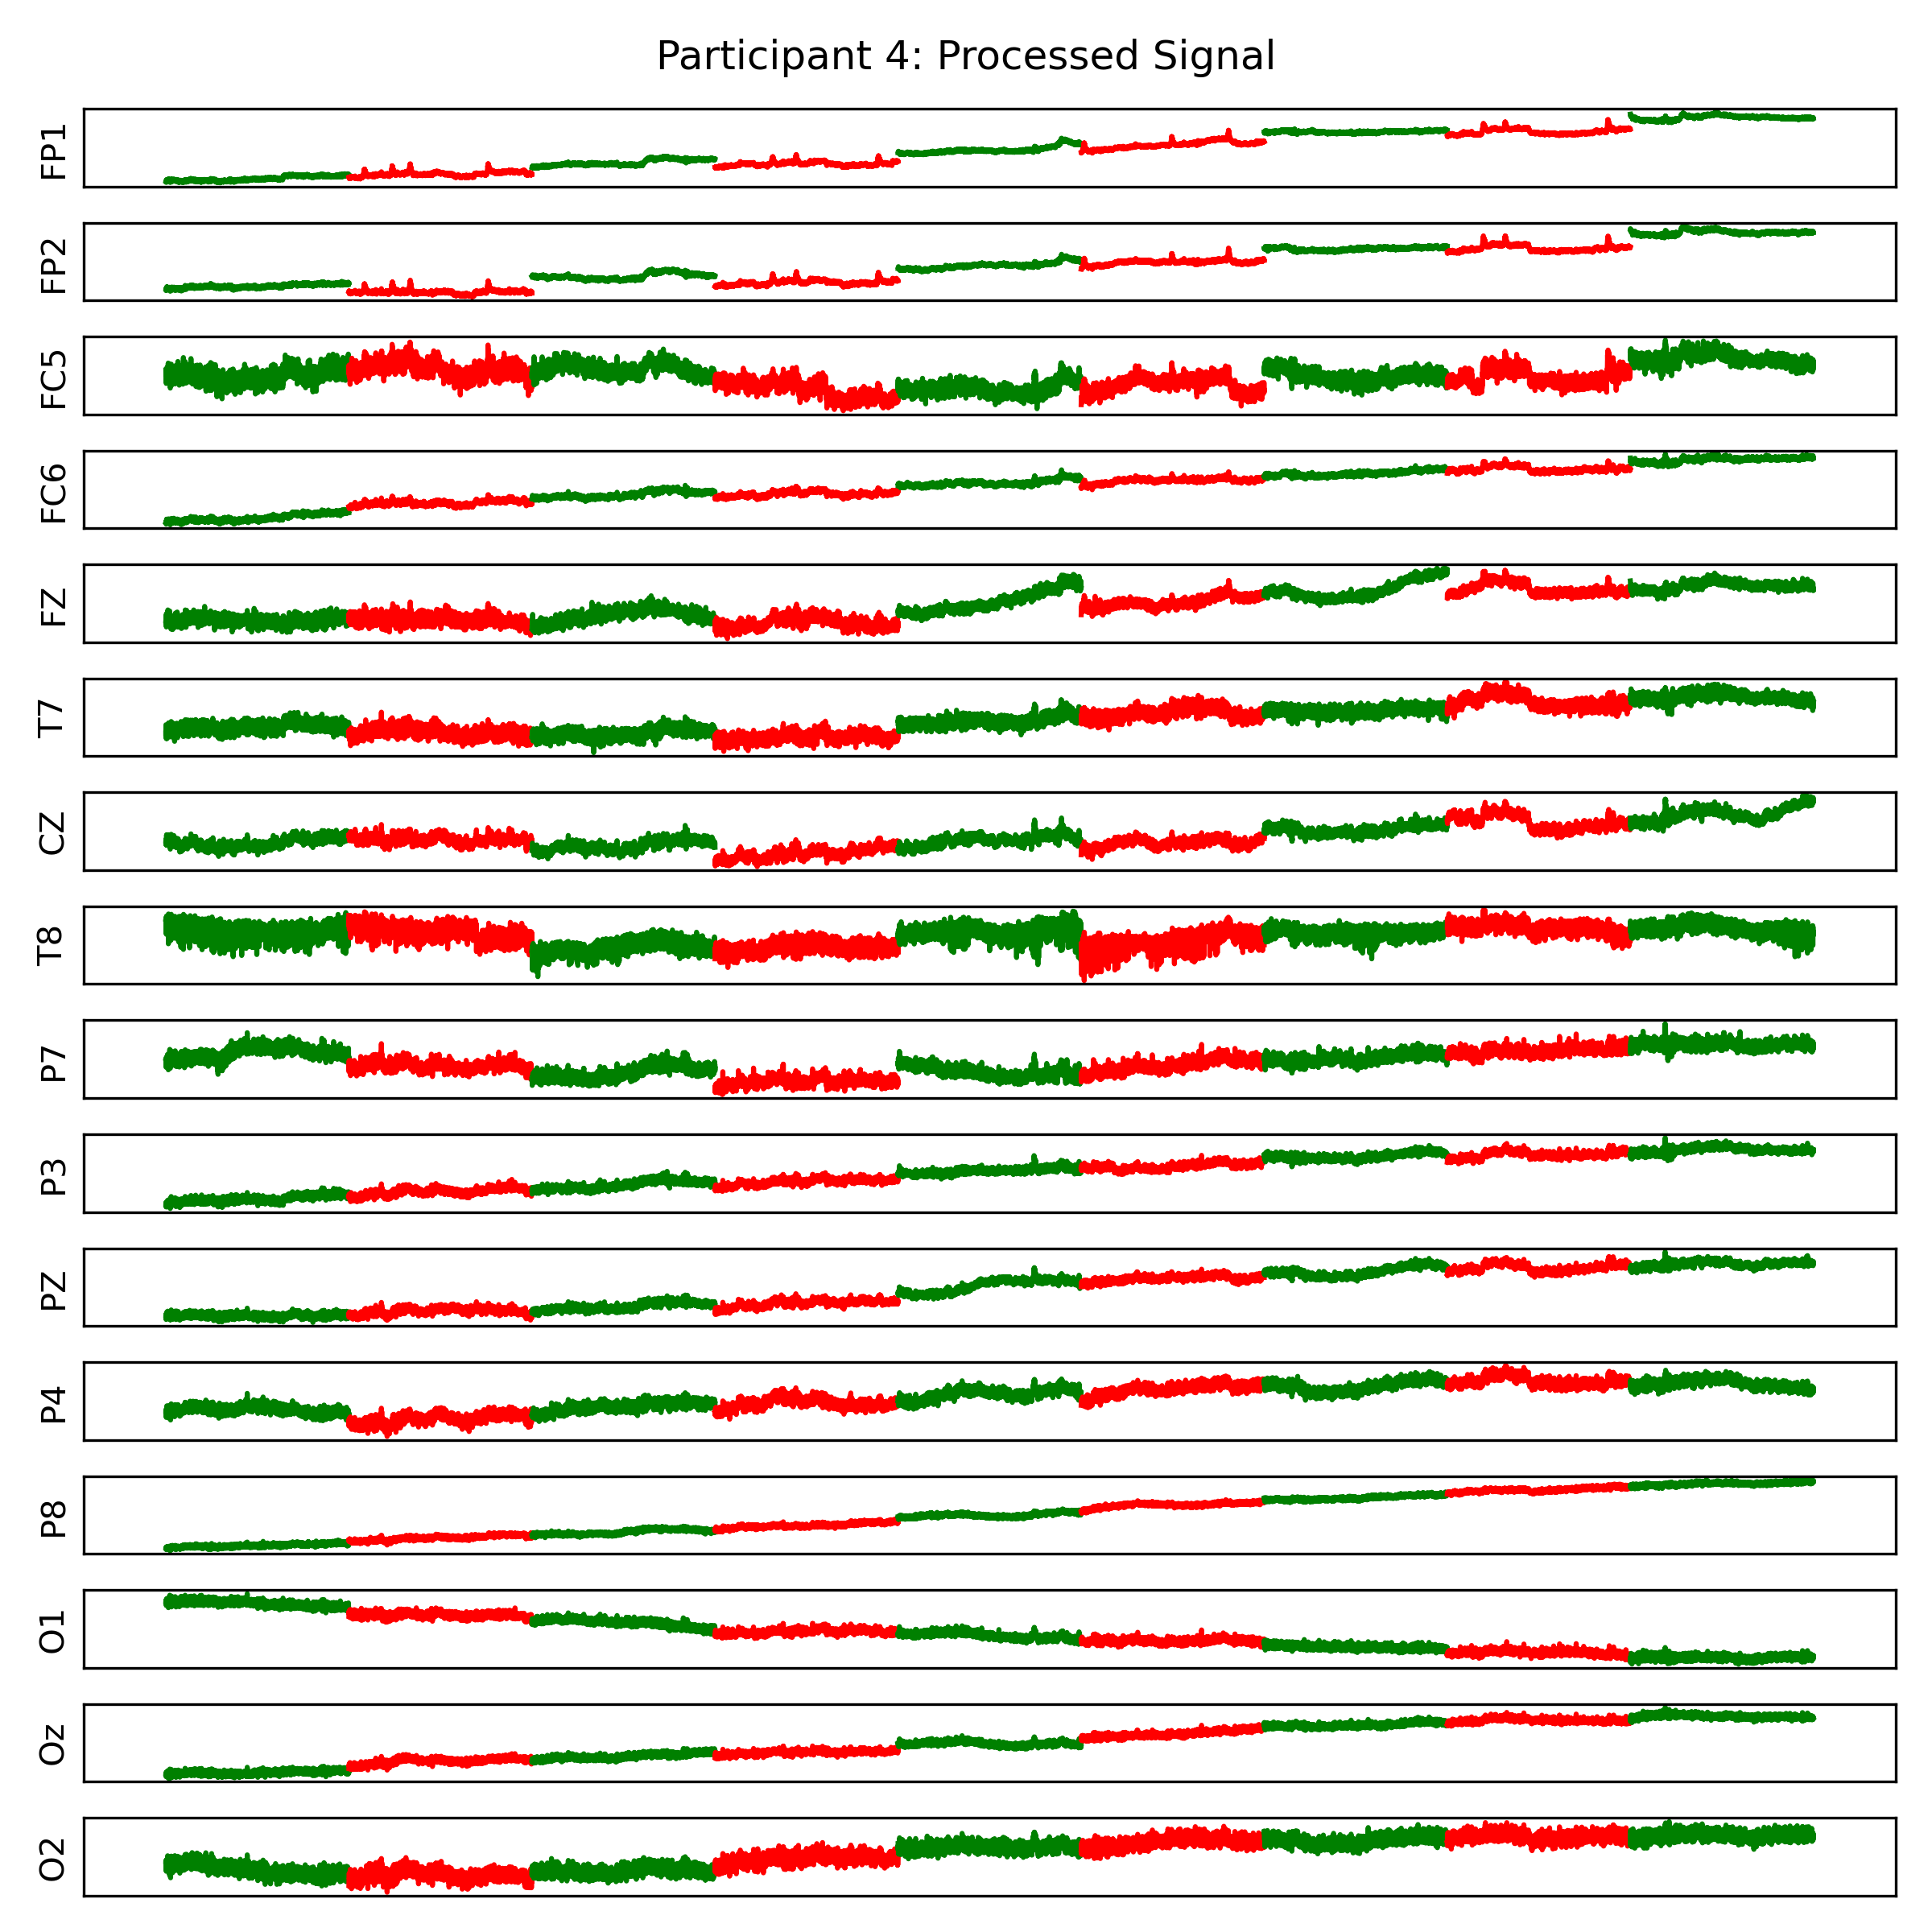 Participant 4: Processed Signal
FP1
FP2
FC5
FC6
FZ
T7
CZ
T8
P7
P3
PZ
P4
P8
O1
Oz
O2